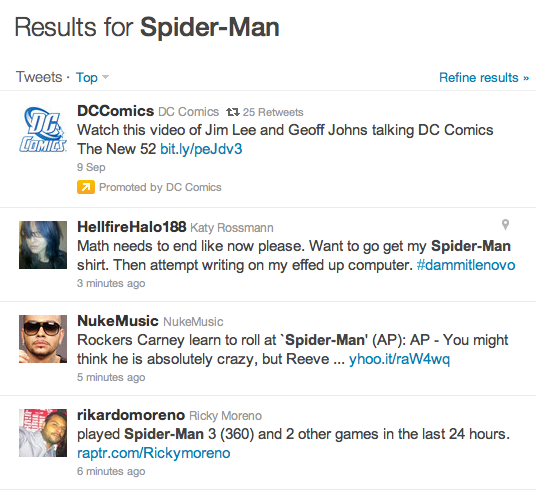 Results for Spider-Man
Tweets · Top
Refine results »
DC COMICS
DCComics DC Comics 25 Retweets
Watch this video of Jim Lee and Geoff Johns talking DC Comics
The New 52 bit.ly/peJdv3
9 Sep
Promoted by DC Comics
HellfireHalo188 Katy Rossmann
Math needs to end like now please. Want to go get my Spider-Man
shirt. Then attempt writing on my effed up computer. #dammitlenovo
3 minutes ago
NukeMusic NukeMusic
Rockers Carney learn to roll at `Spider-Man' (AP): AP - You might
think he is absolutely crazy, but Reeve ... yhoo.it/raW4wq
5 minutes ago
rikardomoreno Ricky Moreno
played Spider-Man 3 (360) and 2 other games in the last 24 hours.
raptr.com/Rickymoreno
6 minutes ago